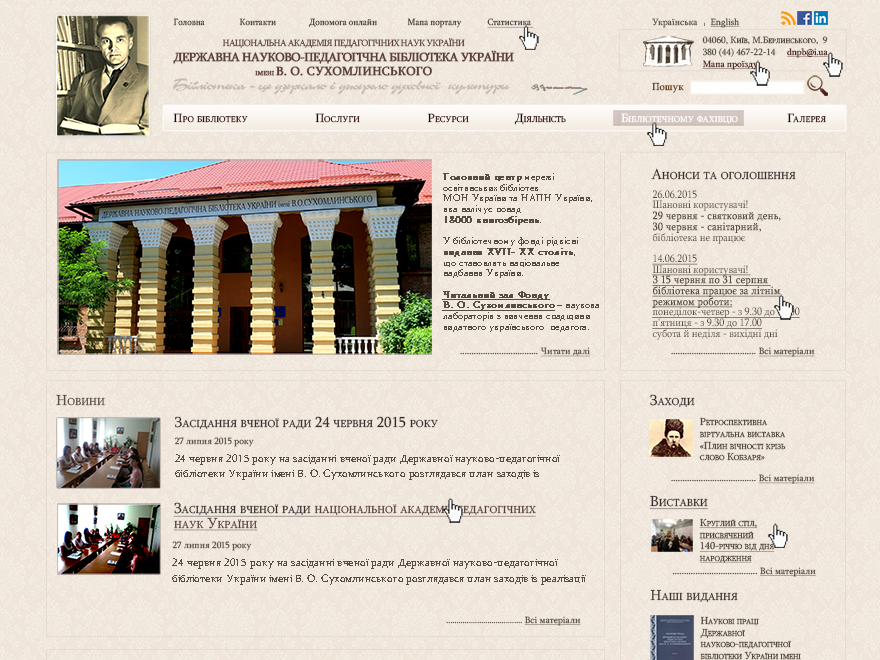 Головна Контакти Допомога онлайн Мапа порталу Статистика Українська , English
НАЦІОНАЛЬНА АКАДЕМІЯ ПЕДАГОГІЧНИХ НАУК УКРАЇНИ
ДЕРЖАВНА НАУКОВО-ПЕДАГОГІЧНА БІБЛІОТЕКА УКРАЇНИ
ІМЕНІ В. О. СУХОМЛИНСЬКОГО
Бібліотека - це дзеркало і джерело духовної культури
04060, Київ, М.Берлинського, 9
380 (44) 467-22-14 dnpb@i.ua
Мапа проїзду
Пошук
Про бібліотеку Послуги Ресурси Діяльність Бібліотечному фахівцю Галерея
ДЕРЖАВНА НАУКОВО-ПЕДАГОГІЧНА БІБЛІОТЕКА УКРАЇНИ імені В.О.СУХОМЛИНСЬКОГО
Головний центр мережі
освітянських бібліотек
МОН України та НАПН України,
яка налічує понад
18000 книгозбірень.
У бібліотечному фонді рідкісні
видання XVII– XX століть,
що становлять національне
надбання України.
Читальний зал Фонду
В. О. Сухомлинського – наукова
лабораторія з вивчення спадщини
видатного українського педагога.
Читати далі
Анонси та оголошення
26.06.2015
Шановні користувачі!
29 червня - святковий день,
30 червня - санітарний,
бібліотека не працює
14.06.2015
Шановні користувачі!
З 15 червня по 31 серпня
бібліотека працює за літнім
режимом роботи:
понеділок-четвер - з 9.30 до
п'ятниця - з 9.30 до 17.00
субота й неділя - вихідні дні
Всі матеріали
Новини
Засідання вченої ради 24 червня 2015 року
27 липня 2015 року
24 червня 2015 року на засіданні вченої ради Державної науково-педагогічної
бібліотеки України імені В. О. Сухомлинського розглядався план заходів із
Засідання вченої ради національної академії педагогічних
наук України
27 липня 2015 року
24 червня 2015 року на засіданні вченої ради Державної науково-педагогічної
бібліотеки України імені В. О. Сухомлинського розглядався план заходів із реалізації
Всі матеріали
Заходи
Ретроспективна
віртуальна виставка
«Плин вічності крізь
слово Кобзаря»
Всі матеріали
Виставки
Круглий стіл,
присвячений
140-річчю від дня
народження
Всі матеріали
Наші видання
Наукові праці
Державної
науково-педагогічної
бібліотеки України імені